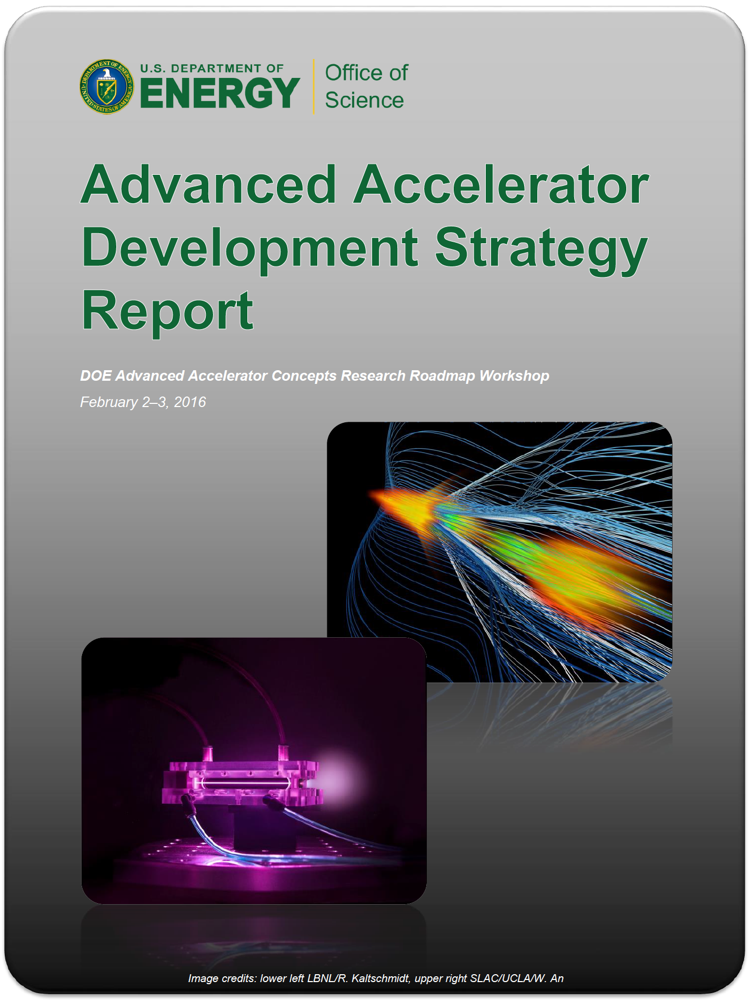 DEPARTMENT OF ENERGY
UNITED STATES OF AMERICA
U.S. DEPARTMENT OF
ENERGY
Office of
Science
Advanced Accelerator
Development Strategy
Report
DOE Advanced Accelerator Concepts Research Roadmap Workshop
February 2–3, 2016
Image credits: lower left LBNL/R. Kaltschmidt, upper right SLAC/UCLA/W. An